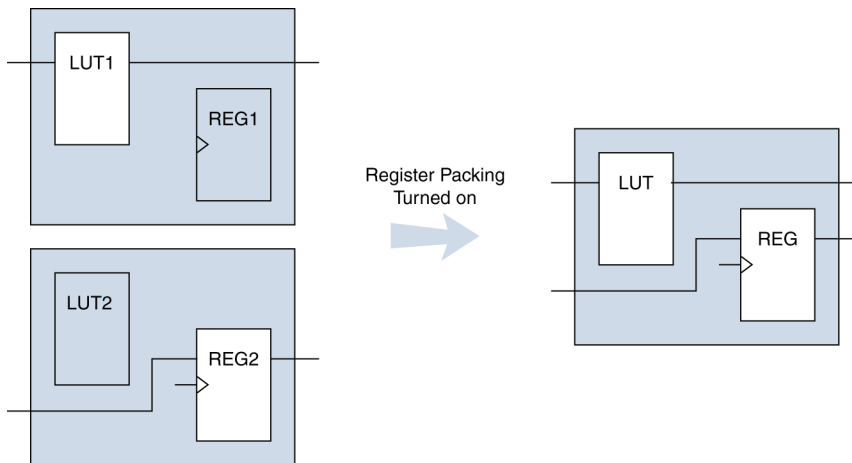 LUT1
REG1
LUT2
REG2
Register Packing
Turned on
LUT
REG